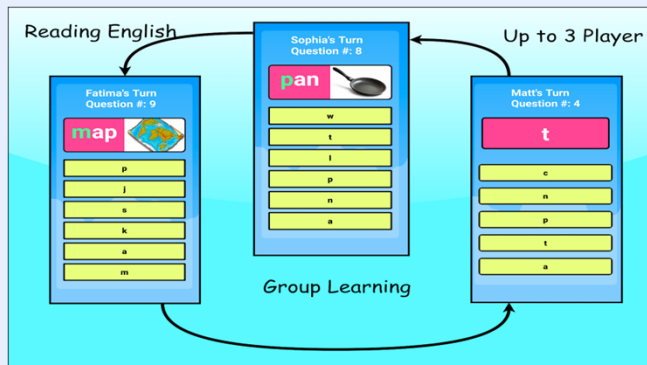 Reading English
Up to 3 Player
Sophia's Turn
Question #: 8
pan
w
t
l
p
n
a
Fatima's Turn
Question #: 9
map
p
j
s
k
a
m
Matt's Turn
Question #: 4
t
c
n
p
t
a
Group Learning